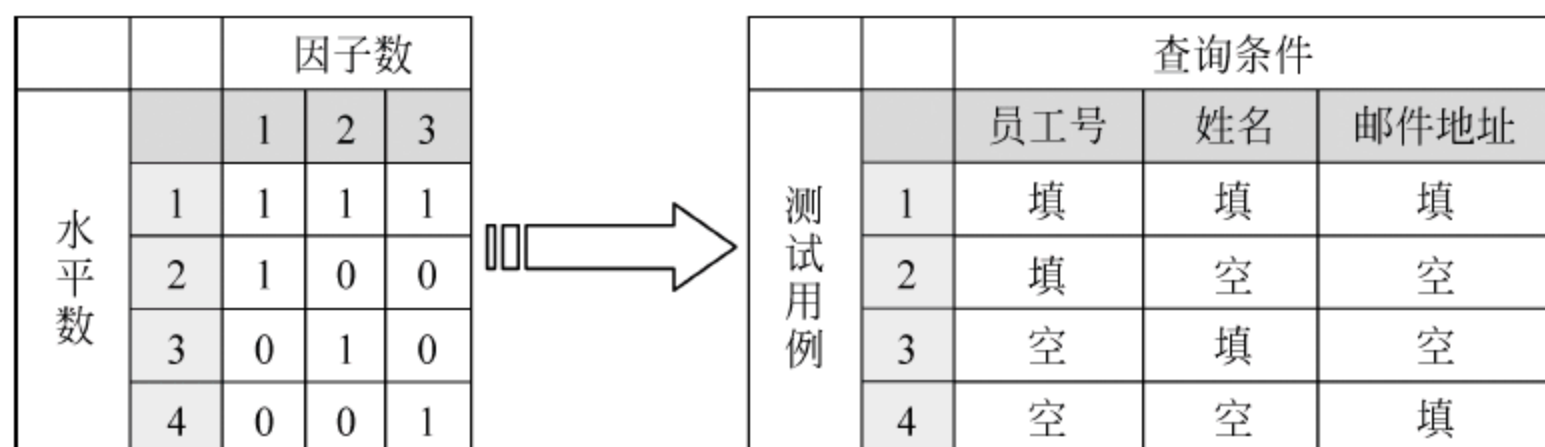 因子数
1 2 3
水平数
1 1 1 1
2 1 0 0
3 0 1 0
4 0 0 1
查询条件
员工号 姓名 邮件地址
测试用例
1 填 填 填
2 填 空 空
3 空 填 空
4 空 空 填